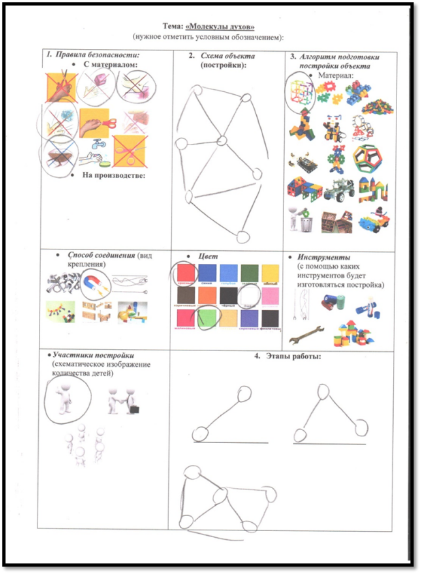 Тема: «Молекулы духов»
(нужное отметить условным обозначением):
1. Правила безопасности:
• С материалом:
• На производстве:
2. Схема объекта
(постройки):
3. Алгоритм подготовки
постройки объекта
• Материал:
• Способ соединения (вид
крепления)
• Цвет
• Инструменты
(с помощью каких
инструментов будет
изготовляться постройка)
• Участники постройки
(схематическое изображение
количества детей)
4. Этапы работы: